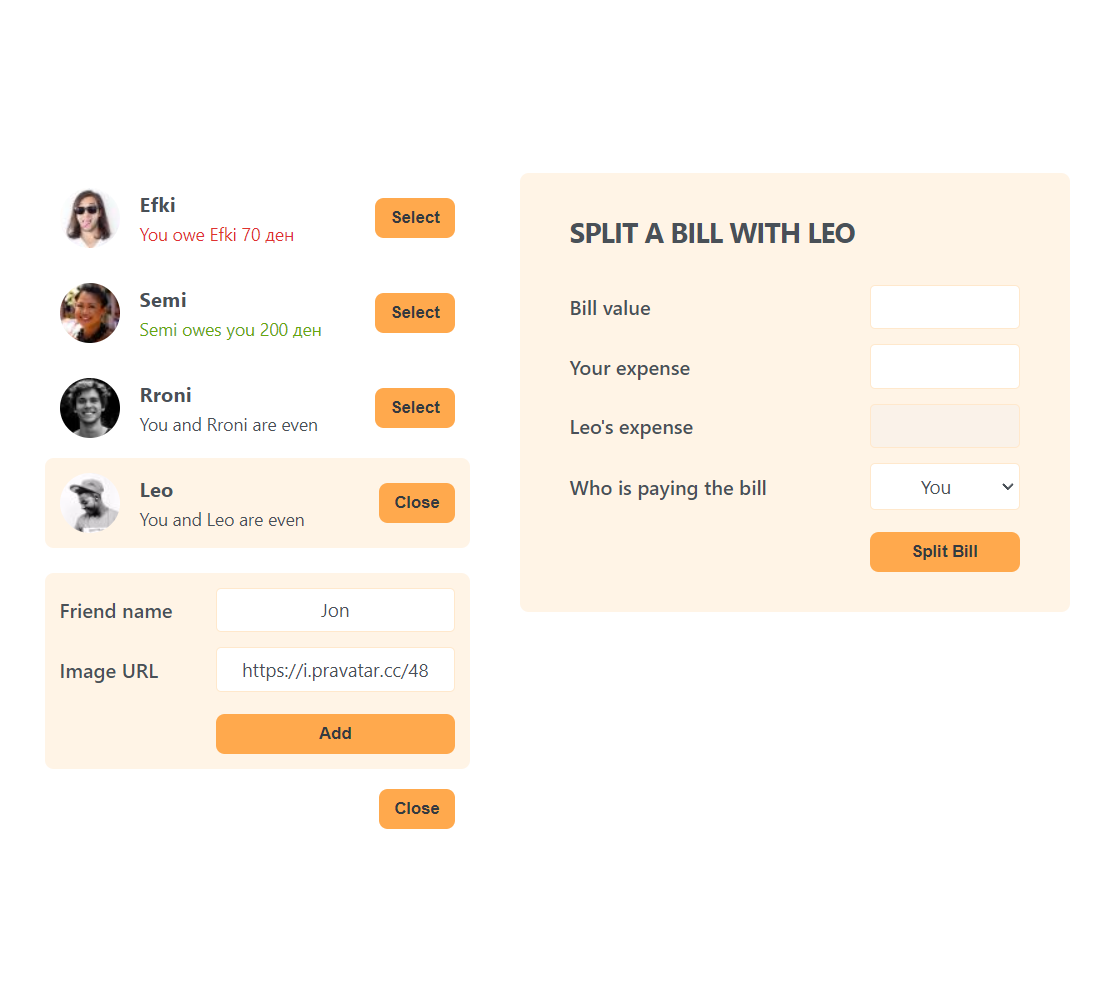 Efki
You owe Efki 70 ден
Select
Semi
Semi owes you 200 ден
Select
Rroni
You and Rroni are even
Select
Leo
You and Leo are even
Close
Friend name
Jon
Image URL
https://i.pravatar.cc/48
Add
Close
SPLIT A BILL WITH LEO
Bill value
Your expense
Leo's expense
Who is paying the bill
You
Split Bill